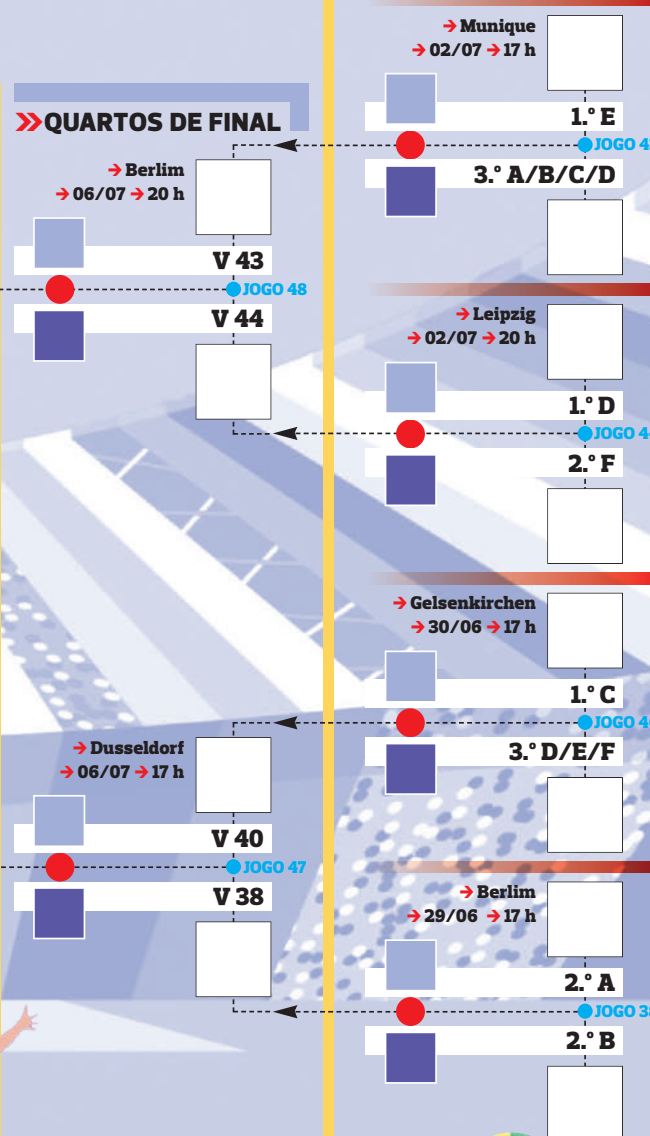 »QUARTOS DE FINAL
→ Berlim
→ 06/07 → 20 h
V 43
JOGO 48
V 44
→ Dusseldorf
→ 06/07 → 17 h
V 40
JOGO 47
V 38
→ Munique
→ 02/07 → 17 h
1.º E
JOGO 4
3.º A/B/C/D
→ Leipzig
→ 02/07 → 20 h
1.º D
JOGO 4
2.º F
→ Gelsenkirchen
→ 30/06 → 17 h
1.º C
JOGO 4
3.º D/E/F
→ Berlim
→ 29/06 → 17 h
2.º A
JOGO 38
2.º B